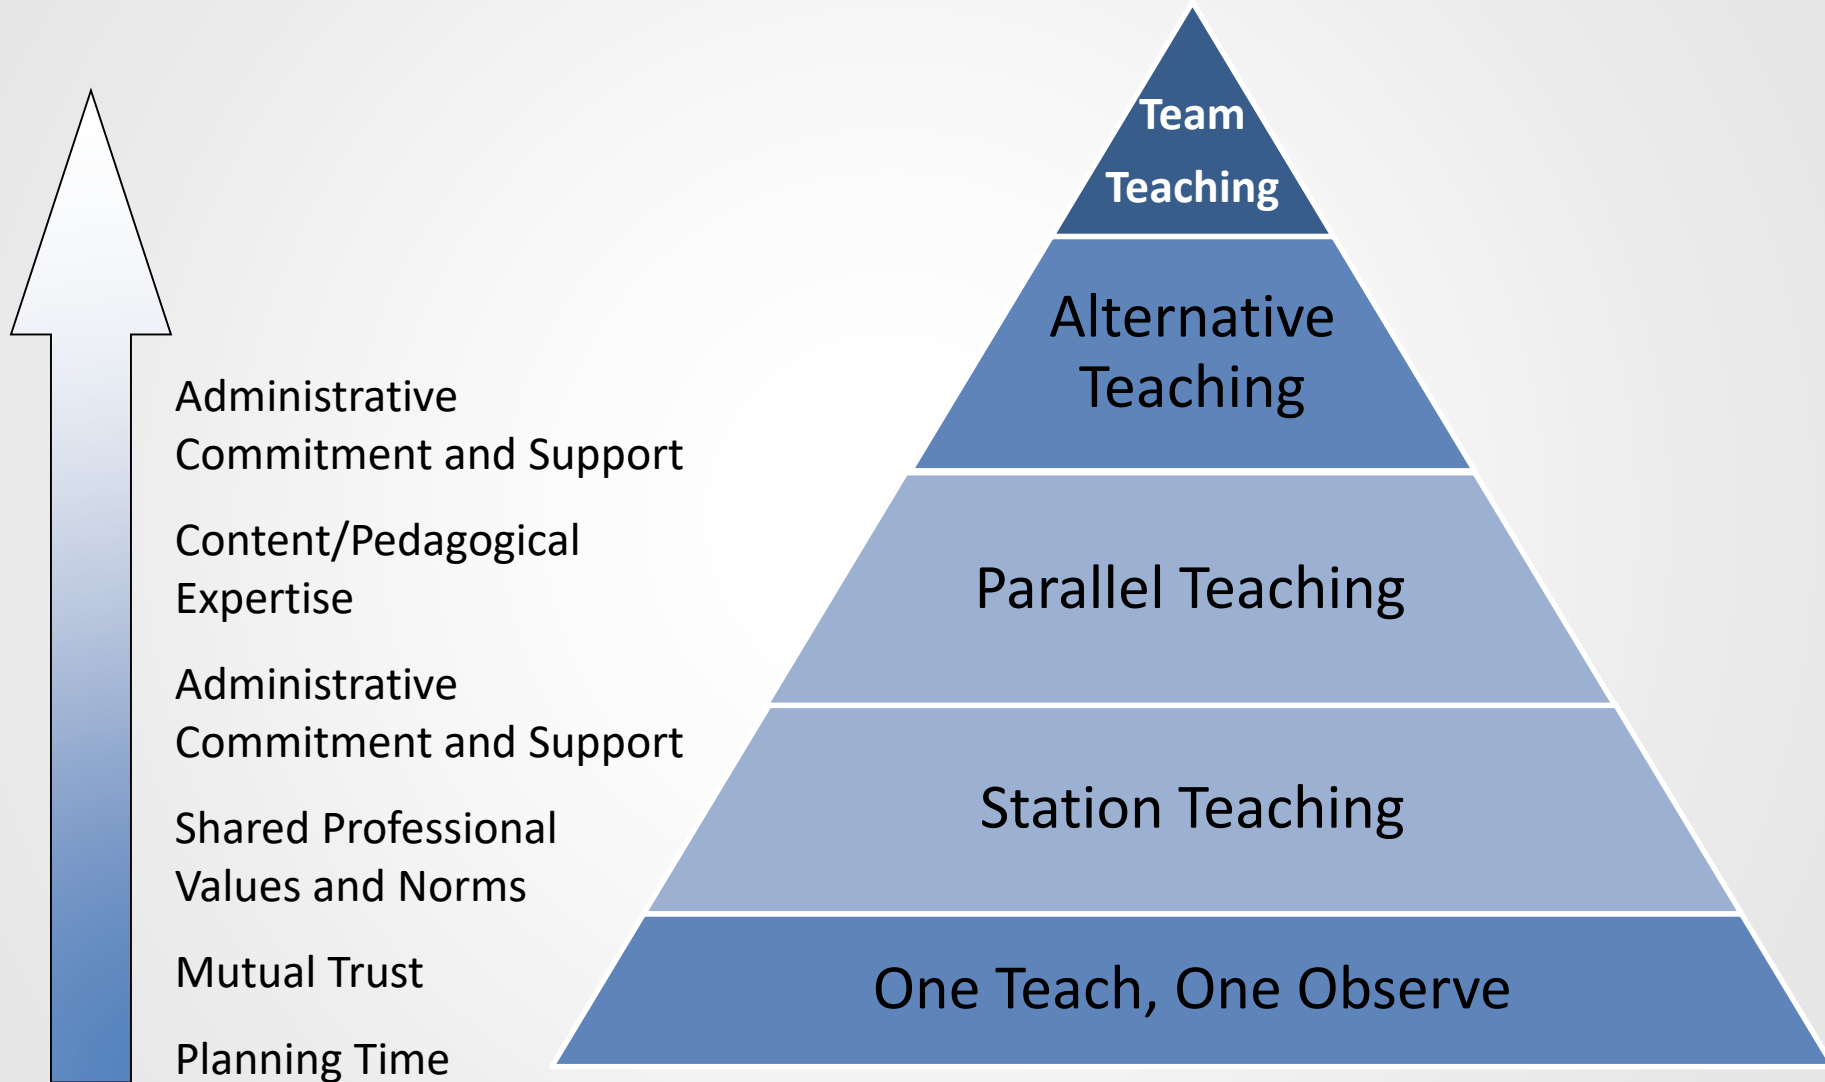 Administrative
Commitment and Support
Content/Pedagogical
Expertise
Administrative
Commitment and Support
Shared Professional
Values and Norms
Mutual Trust
Planning Time
Team
Teaching
Alternative
Teaching
Parallel Teaching
Station Teaching
One Teach, One Observe